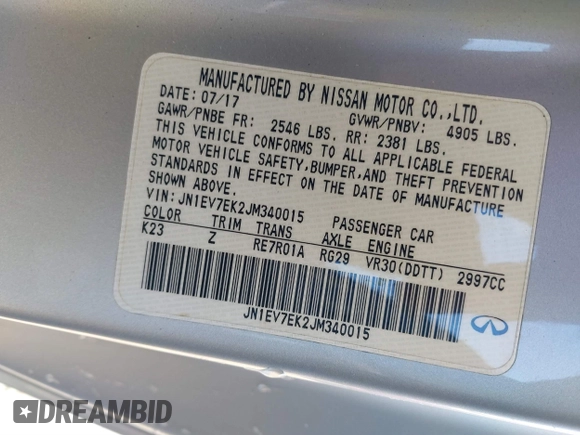 MANUFACTURED BY NISSAN MOTOR CO.,LTD.
DATE: 07/17 GVWR/PNBV: 4905 LBS.
GAWR/PNBE FR: 2546 LBS. RR: 2381 LBS.
THIS VEHICLE CONFORMS TO ALL APPLICABLE FEDERAL
MOTOR VEHICLE SAFETY,BUMPER,AND THEFT PREVENTION
STANDARDS IN EFFECT ON THE DATE OF MANUFACTURE
SHOWN ABOVE.
VIN: JN1EV7EK2JM340015 PASSENGER CAR
COLOR TRIM TRANS AXLE ENGINE
K23 Z RE7R01A RG29 VR30(DDTT) 2997CC
JN1EV7EK2JM340015
DREAMBID